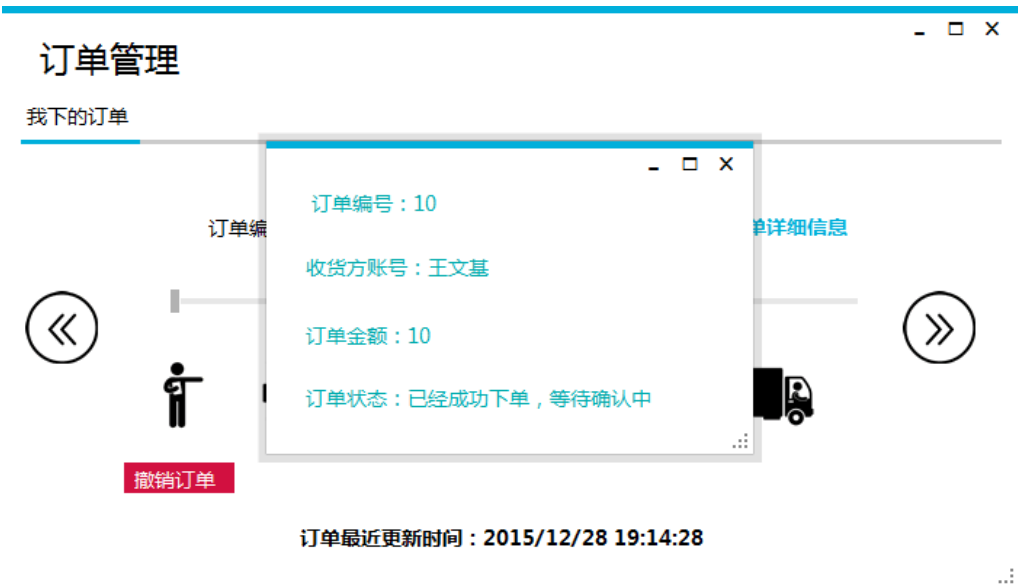 订单管理
我下的订单
订单编号：10
订单编
单详细信息
收货方账号：王文基
订单金额：10
订单状态：已经成功下单，等待确认中
撤销订单
订单最近更新时间：2015/12/28 19:14:28